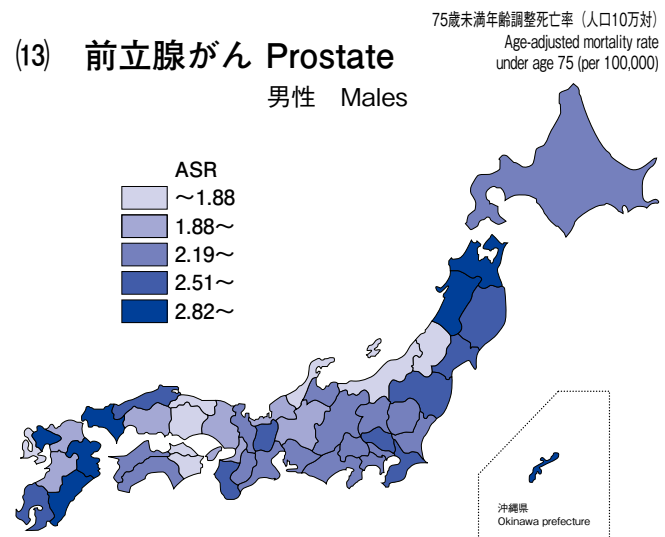 75歳未満年齢調整死亡率（人口10万対）
Age-adjusted mortality rate
under age 75 (per 100,000)
⒀ 前立腺がん Prostate
男性 Males
ASR
～1.88
1.88～
2.19～
2.51～
2.82～
沖縄県
Okinawa prefecture